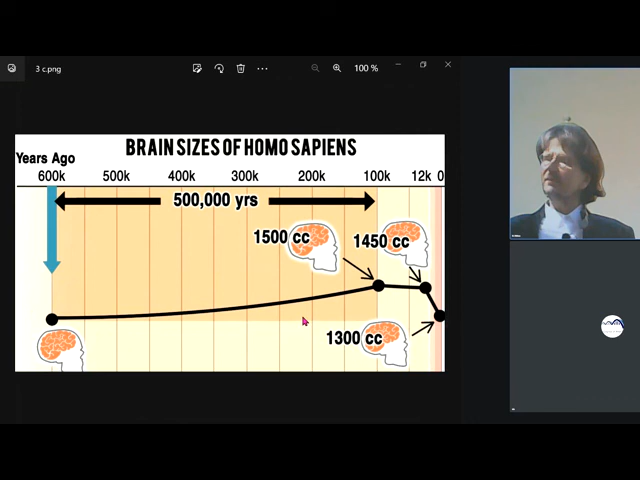 3 c.png
100 %
BRAIN SIZES OF HOMO SAPIENS
Years Ago
600k 500k 400k 300k 200k 100k 12k 0
500,000 yrs
1500 cc
1450 cc
1300 cc